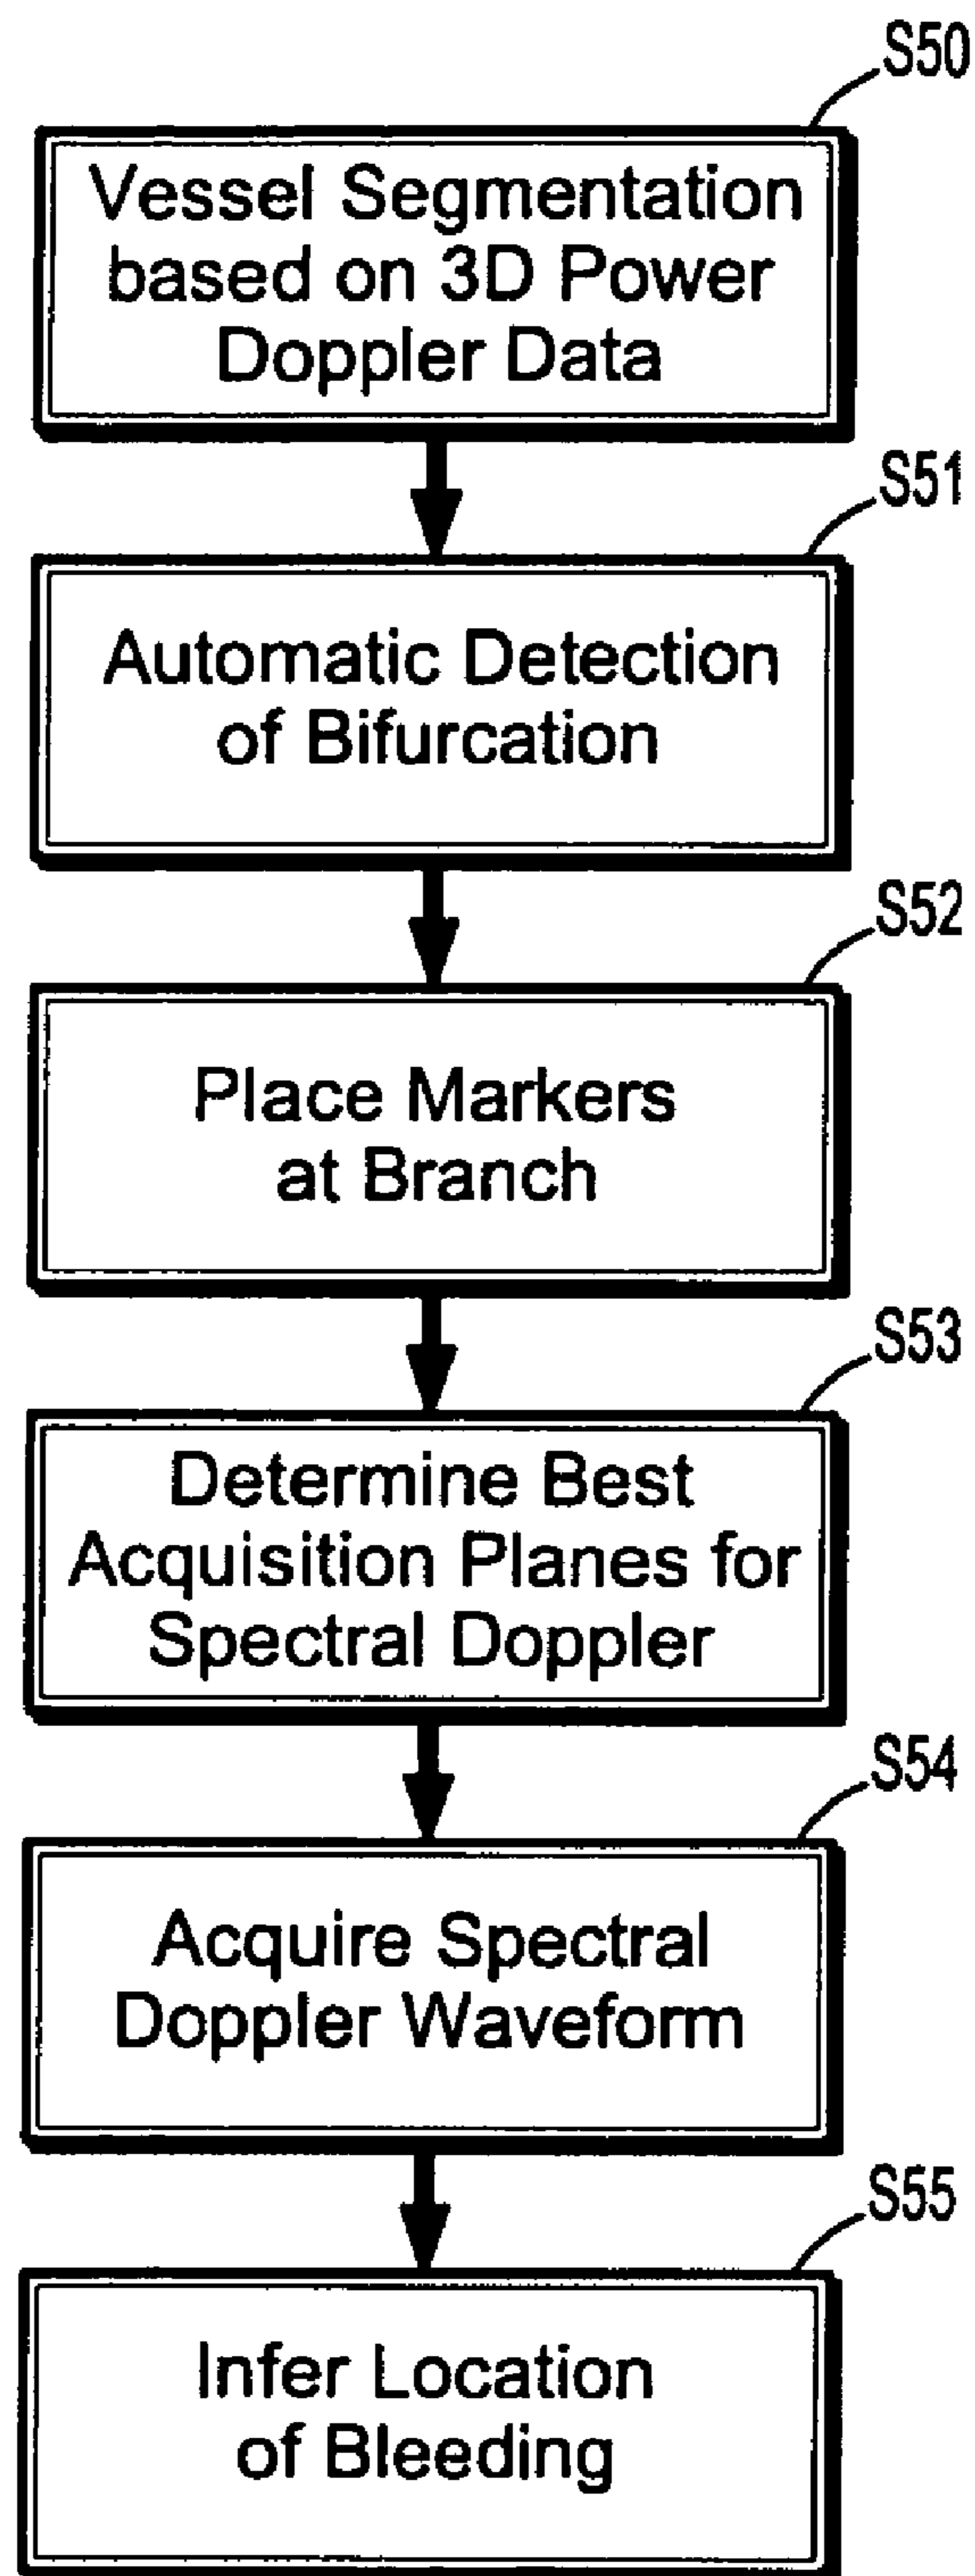 S50
Vessel Segmentation
based on 3D Power
Doppler Data
S51
Automatic Detection
of Bifurcation
S52
Place Markers
at Branch
S53
Determine Best
Acquisition Planes for
Spectral Doppler
S54
Acquire Spectral
Doppler Waveform
S55
Infer Location
of Bleeding